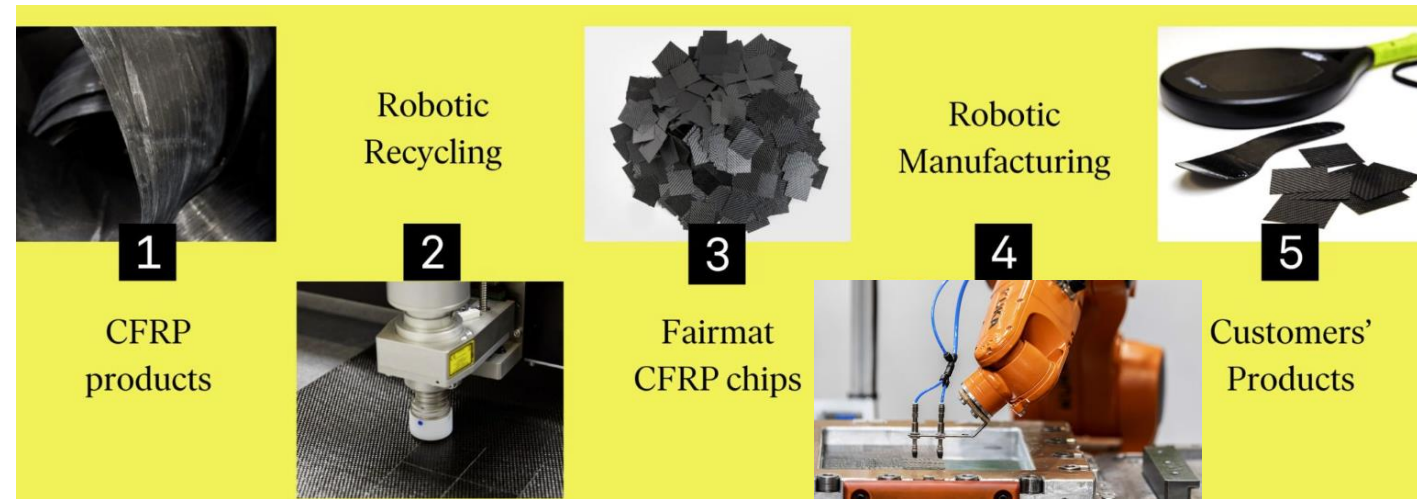 1
CFRP
products
Robotic
Recycling
2
3
Fairmat
CFRP chips
Robotic
Manufacturing
4
5
Customers’
Products